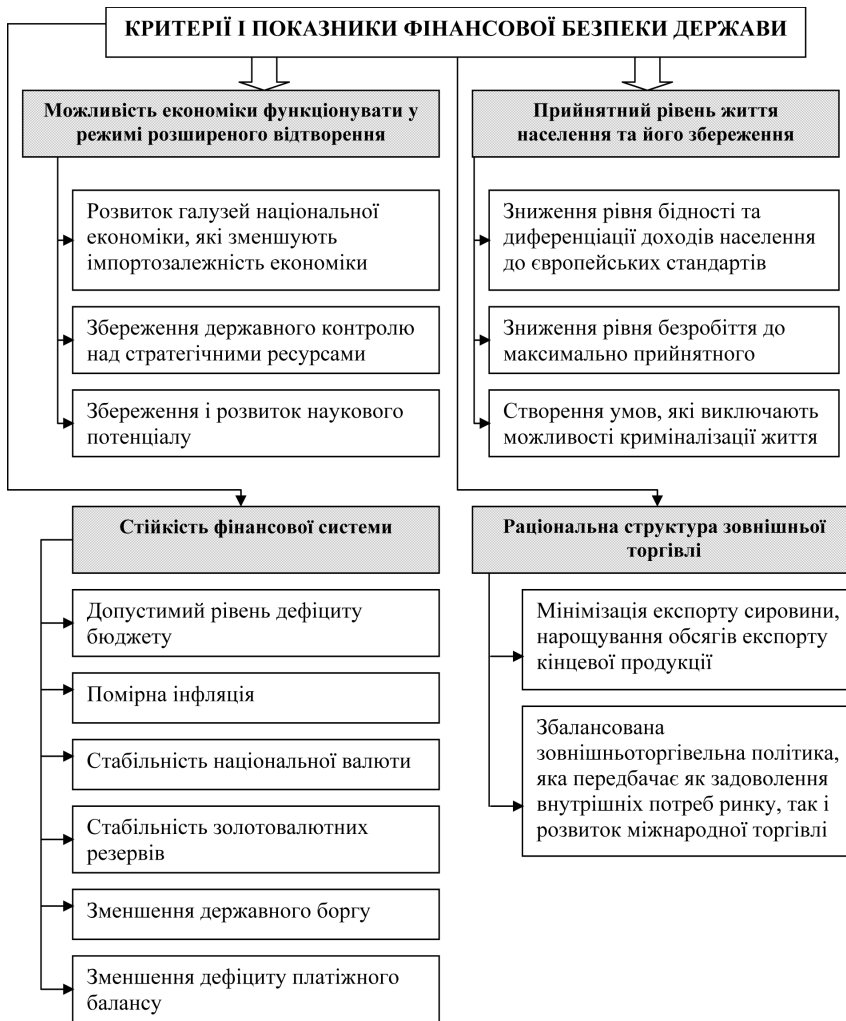 КРИТЕРІЇ І ПОКАЗНИКИ ФІНАНСОВОЇ БЕЗПЕКИ ДЕРЖАВИ
Можливість економіки функціонувати у
режимі розширеного відтворення
Розвиток галузей національної
економіки, які зменшують
імпортозалежність економіки
Збереження державного контролю
над стратегічними ресурсами
Збереження і розвиток наукового
потенціалу
Прийнятний рівень життя
населення та його збереження
Зниження рівня бідності та
диференціації доходів населення
до європейських стандартів
Зниження рівня безробіття до
максимально прийнятного
Створення умов, які виключають
можливості криміналізації життя
Стійкість фінансової системи
Допустимий рівень дефіциту
бюджету
Помірна інфляція
Стабільність національної валюти
Стабільність золотовалютних
резервів
Зменшення державного боргу
Зменшення дефіциту платіжного
балансу
Раціональна структура зовнішньої
торгівлі
Мінімізація експорту сировини,
нарощування обсягів експорту
кінцевої продукції
Збалансована
зовнішньоторгівельна політика,
яка передбачає як задоволення
внутрішніх потреб ринку, так і
розвиток міжнародної торгівлі